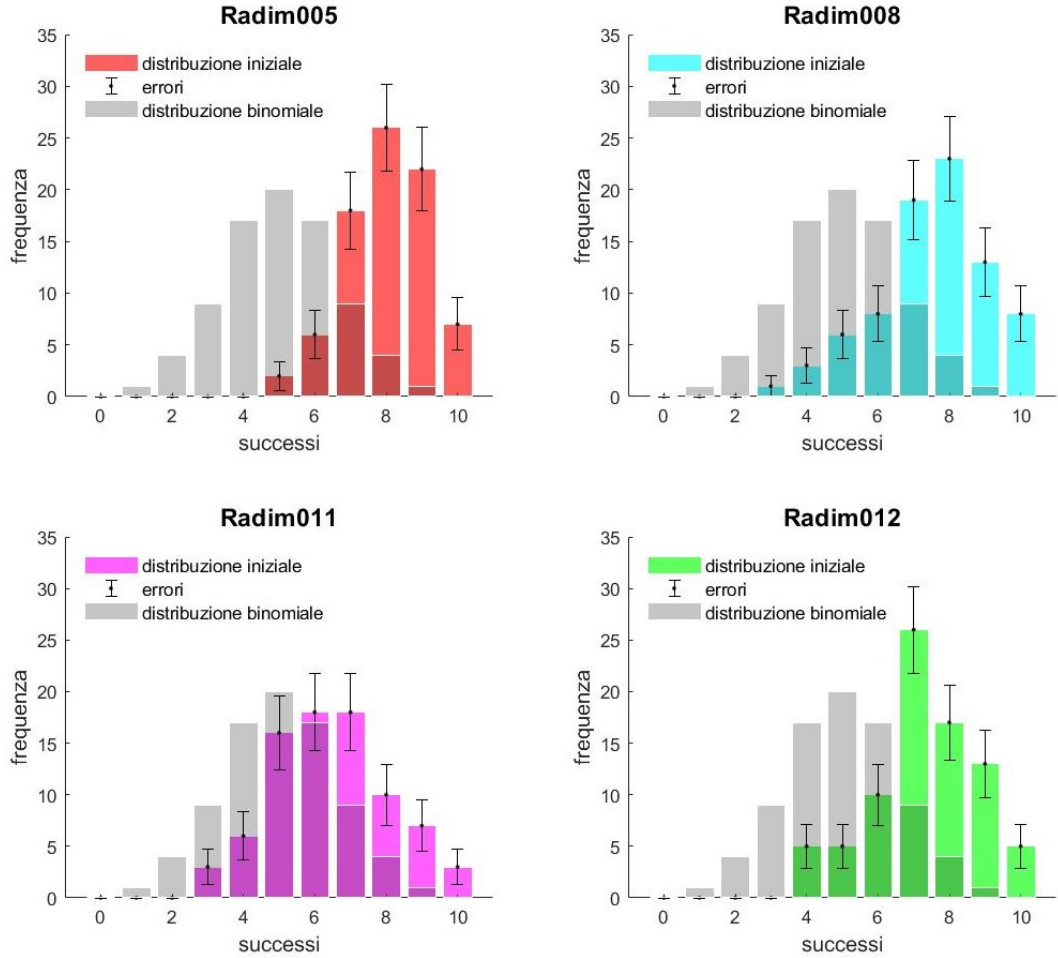 Radim005
35
30
25
20
15
10
5
0
frequenza
distribuzione iniziale
errori
distribuzione binomiale
0 2 4 6 8 10
successi
Radim008
35
30
25
20
15
10
5
0
frequenza
distribuzione iniziale
errori
distribuzione binomiale
0 2 4 6 8 10
successi
Radim011
35
30
25
20
15
10
5
0
frequenza
distribuzione iniziale
errori
distribuzione binomiale
0 2 4 6 8 10
successi
Radim012
35
30
25
20
15
10
5
0
frequenza
distribuzione iniziale
errori
distribuzione binomiale
0 2 4 6 8 10
successi